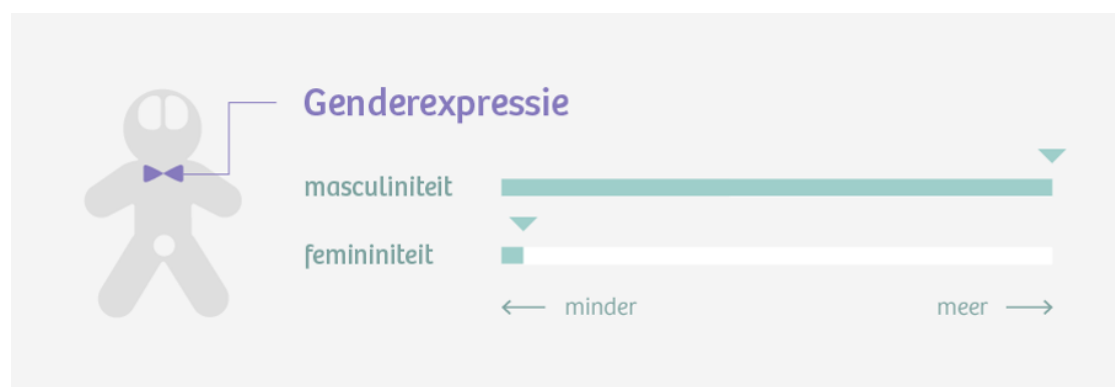 Genderexpressie
masculiniteit
femininiteit
← minder meer →